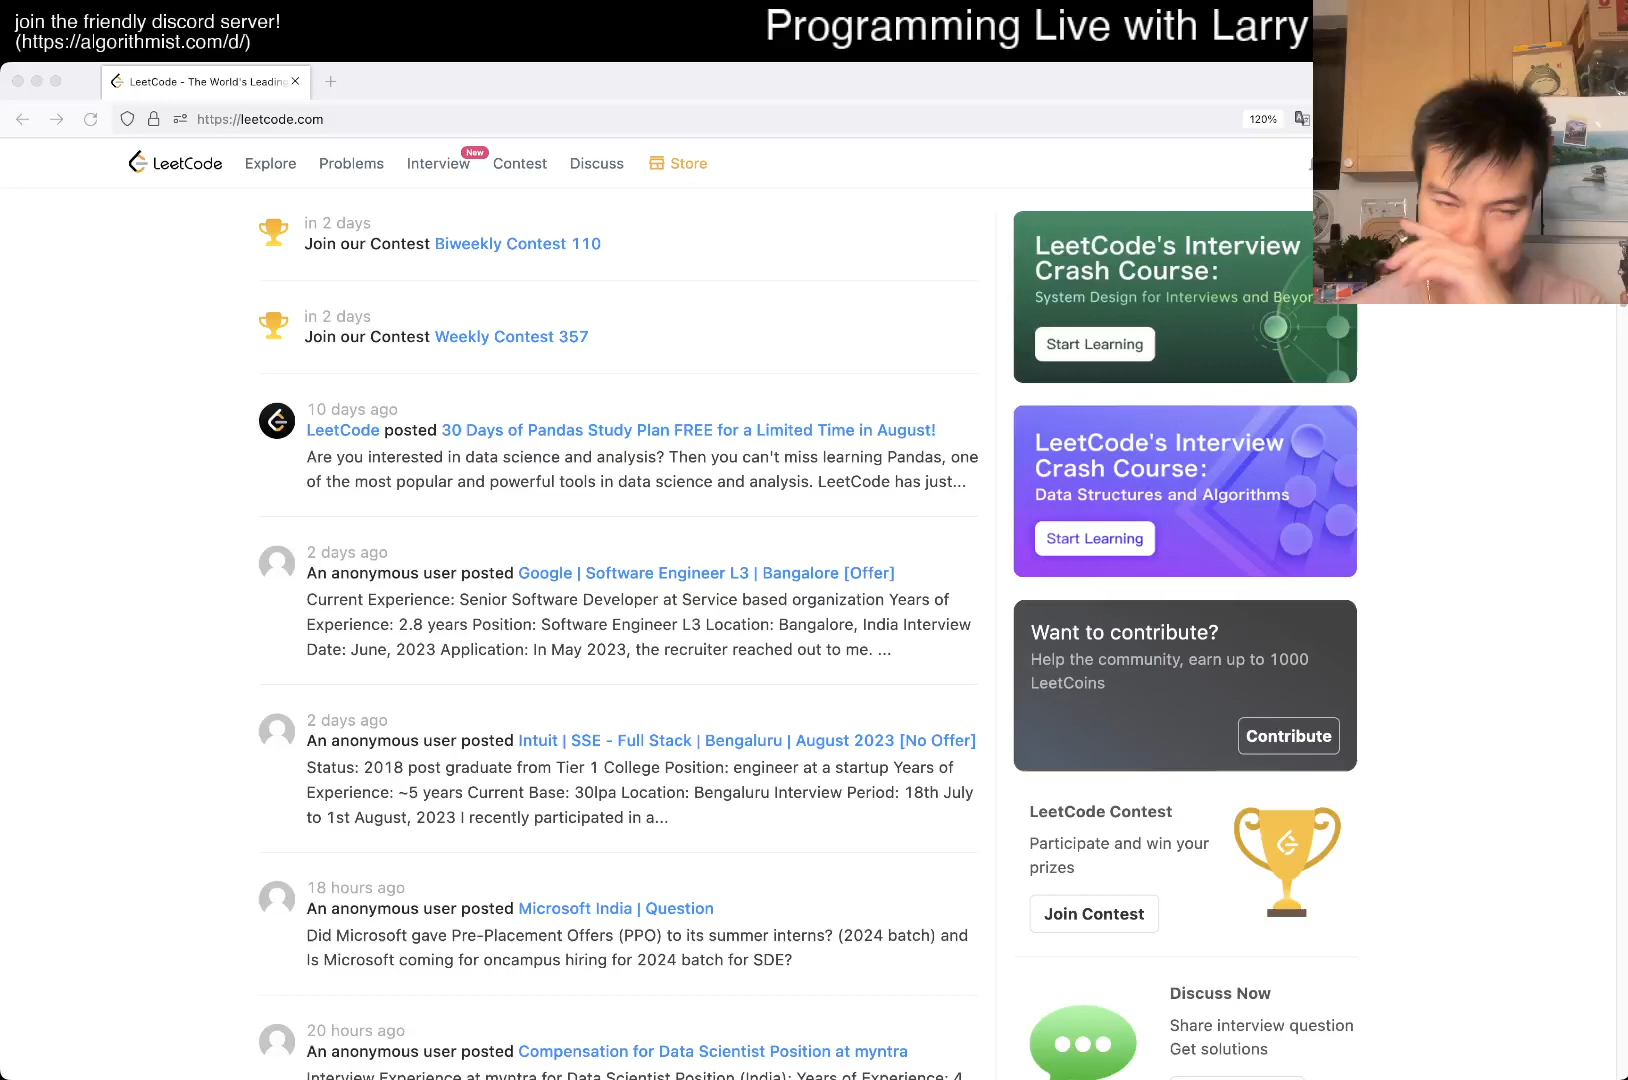 join the friendly discord server!
(https://algorithmist.com/d/)
Programming Live with Larry
LeetCode - The World's Leading
https://leetcode.com
120%
LeetCode
Explore
Problems
Interview
New
Contest
Discuss
Store
in 2 days
Join our Contest Biweekly Contest 110
in 2 days
Join our Contest Weekly Contest 357
10 days ago
LeetCode posted 30 Days of Pandas Study Plan FREE for a Limited Time in August!
Are you interested in data science and analysis? Then you can't miss learning Pandas, one
of the most popular and powerful tools in data science and analysis. LeetCode has just...
2 days ago
An anonymous user posted Google | Software Engineer L3 | Bangalore [Offer]
Current Experience: Senior Software Developer at Service based organization Years of
Experience: 2.8 years Position: Software Engineer L3 Location: Bangalore, India Interview
Date: June, 2023 Application: In May 2023, the recruiter reached out to me. ...
2 days ago
An anonymous user posted Intuit | SSE - Full Stack | Bengaluru | August 2023 [No Offer]
Status: 2018 post graduate from Tier 1 College Position: engineer at a startup Years of
Experience: ~5 years Current Base: 30lpa Location: Bengaluru Interview Period: 18th July
to 1st August, 2023 I recently participated in a...
18 hours ago
An anonymous user posted Microsoft India | Question
Did Microsoft gave Pre-Placement Offers (PPO) to its summer interns? (2024 batch) and
Is Microsoft coming for oncampus hiring for 2024 batch for SDE?
20 hours ago
An anonymous user posted Compensation for Data Scientist Position at myntra
Interview Experience at myntra for Data Scientist Position (India): Years of Experience: 4
LeetCode's Interview
Crash Course:
System Design for Interviews and Beyon
Start Learning
LeetCode's Interview
Crash Course:
Data Structures and Algorithms
Start Learning
Want to contribute?
Help the community, earn up to 1000
LeetCoins
Contribute
LeetCode Contest
Participate and win your
prizes
Join Contest
Discuss Now
Share interview question
Get solutions